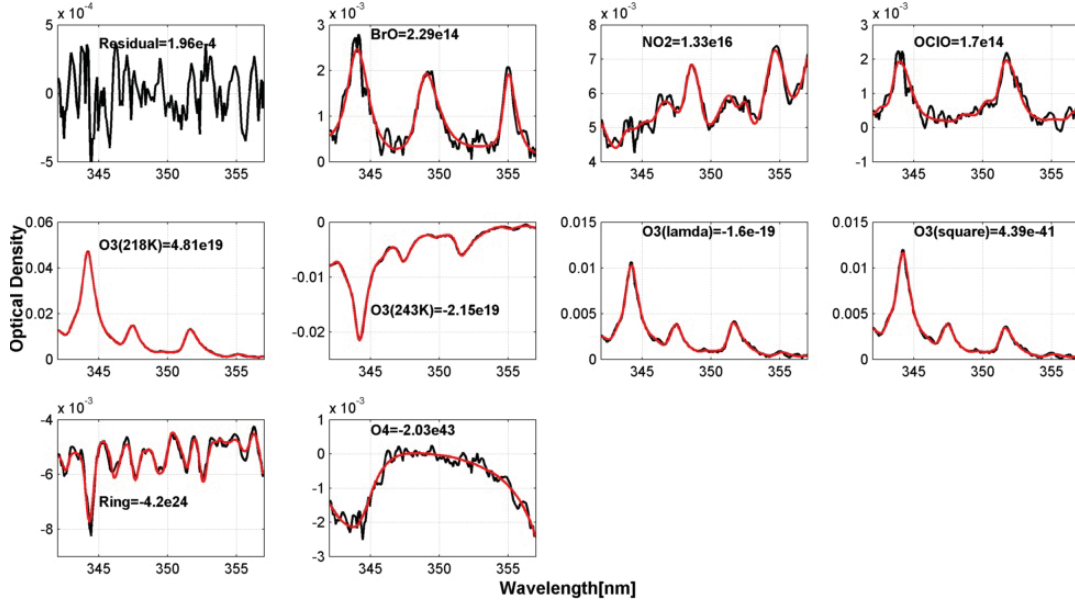 x 10^-4
5
0
-5
345 350 355
Residual=1.96e-4
x 10^-3
3
2
1
0
345 350 355
BrO=2.29e14
x 10^-3
8
7
6
5
4
345 350 355
NO2=1.33e16
x 10^-3
3
2
1
0
-1
345 350 355
OClO=1.7e14
Optical Density
0.06
0.04
0.02
0
345 350 355
O3(218K)=4.81e19
0
-0.01
-0.02
345 350 355
O3(243K)=-2.15e19
0.015
0.01
0.005
0
345 350 355
O3(lamda)=-1.6e-19
0.015
0.01
0.005
0
345 350 355
O3(square)=4.39e-41
x 10^-3
-4
-6
-8
345 350 355
Ring=-4.2e24
x 10^-3
1
0
-1
-2
-3
345 350 355
O4=-2.03e43
Wavelength[nm]